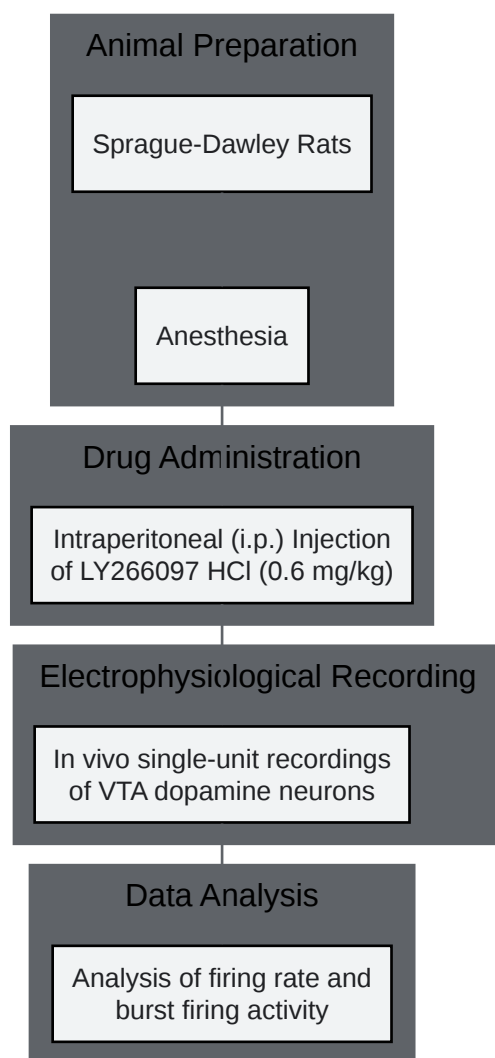 Animal Preparation
Sprague-Dawley Rats
Anesthesia
Drug Administration
Intraperitoneal (i.p.) Injection
of LY266097 HCl (0.6 mg/kg)
Electrophysiological Recording
In vivo single-unit recordings
of VTA dopamine neurons
Data Analysis
Analysis of firing rate and
burst firing activity